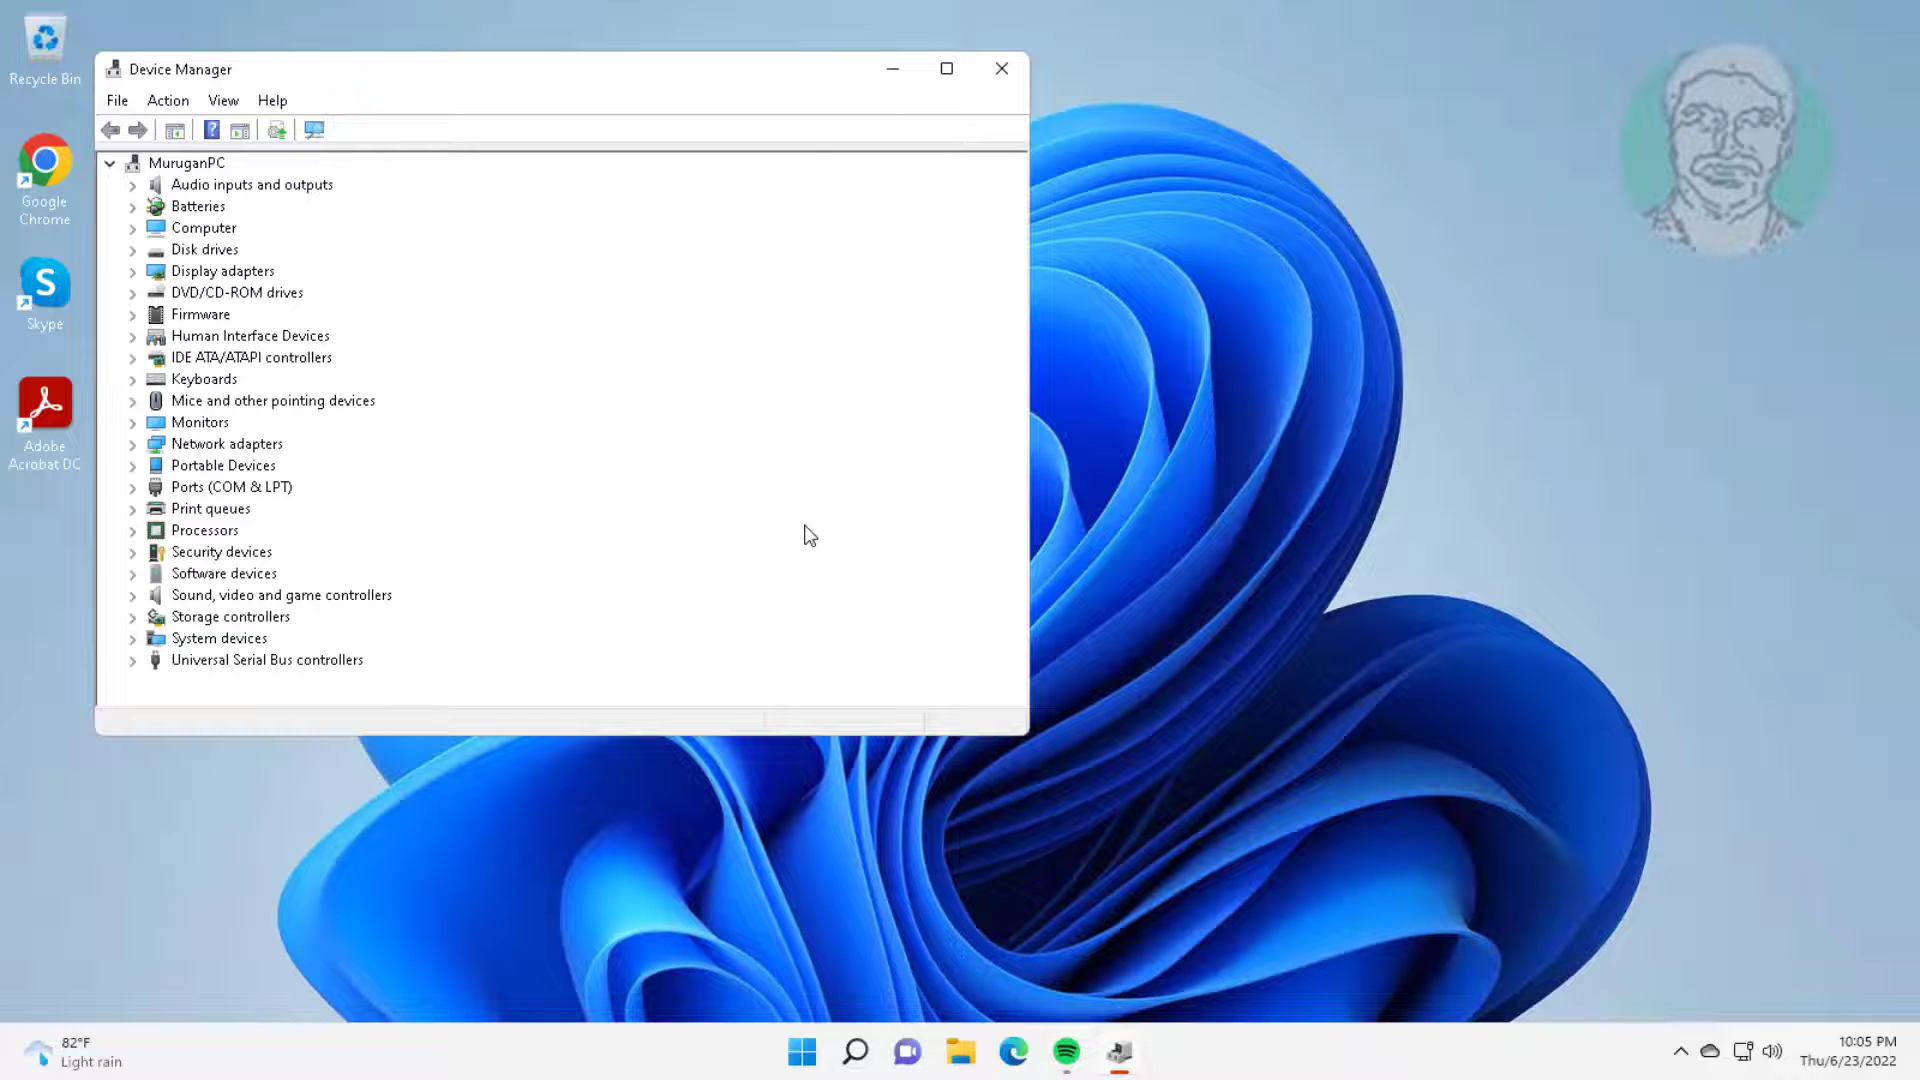 Recycle Bin
Google
Chrome
Skype
Adobe
Acrobat DC
Device Manager
File Action View Help
MuruganPC
Audio inputs and outputs
Batteries
Computer
Disk drives
Display adapters
DVD/CD-ROM drives
Firmware
Human Interface Devices
IDE ATA/ATAPI controllers
Keyboards
Mice and other pointing devices
Monitors
Network adapters
Portable Devices
Ports (COM & LPT)
Print queues
Processors
Security devices
Software devices
Sound, video and game controllers
Storage controllers
System devices
Universal Serial Bus controllers
82°F
Light rain
10:05 PM
Thu/6/23/2022